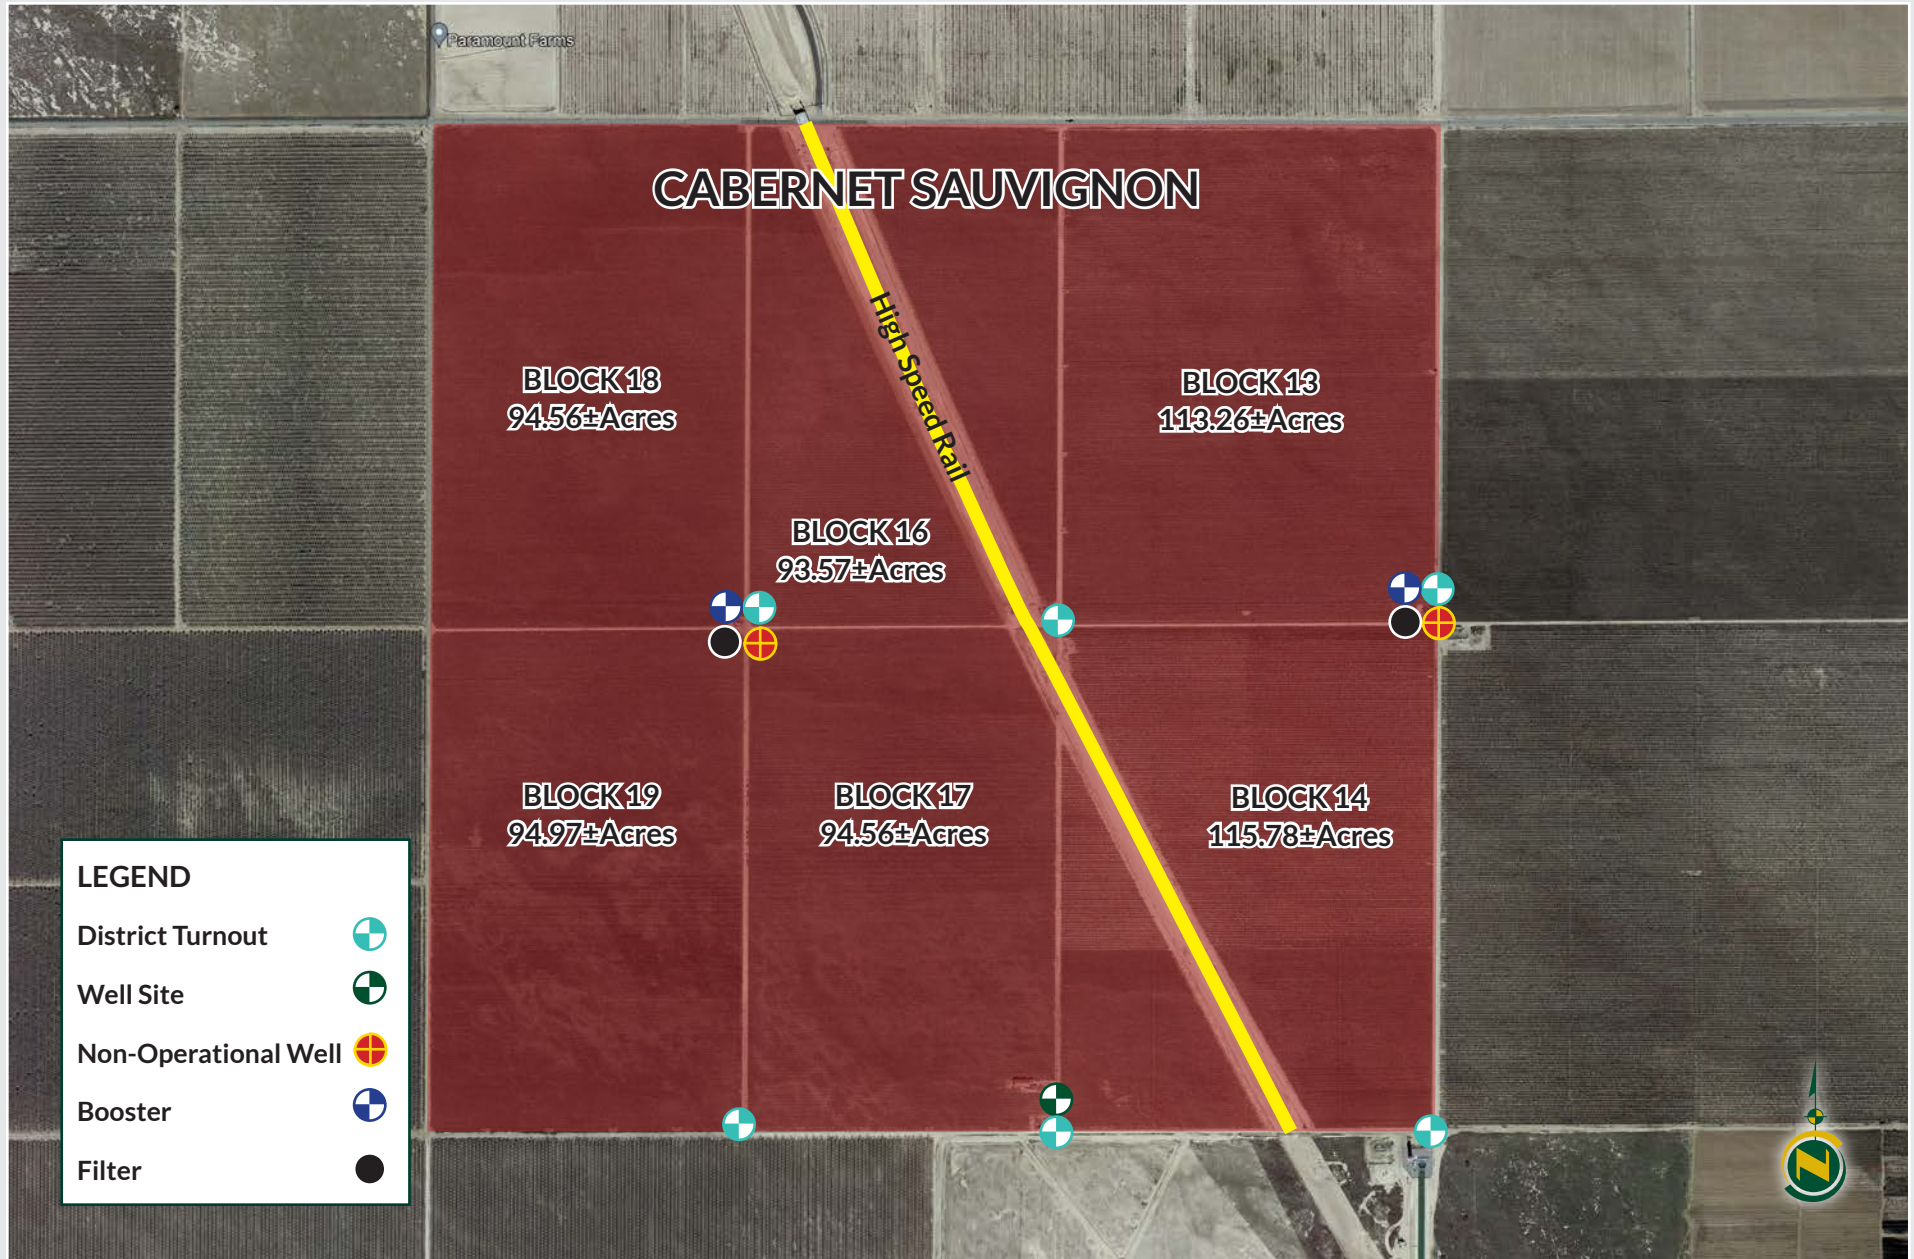 Paramount Farms
CABERNET SAUVIGNON
High Speed Rail
BLOCK 18
94.56±Acres
BLOCK 13
113.26±Acres
BLOCK 16
93.57±Acres
BLOCK 19
94.97±Acres
BLOCK 17
94.56±Acres
BLOCK 14
115.78±Acres
LEGEND
District Turnout
Well Site
Non-Operational Well
Booster
Filter
N